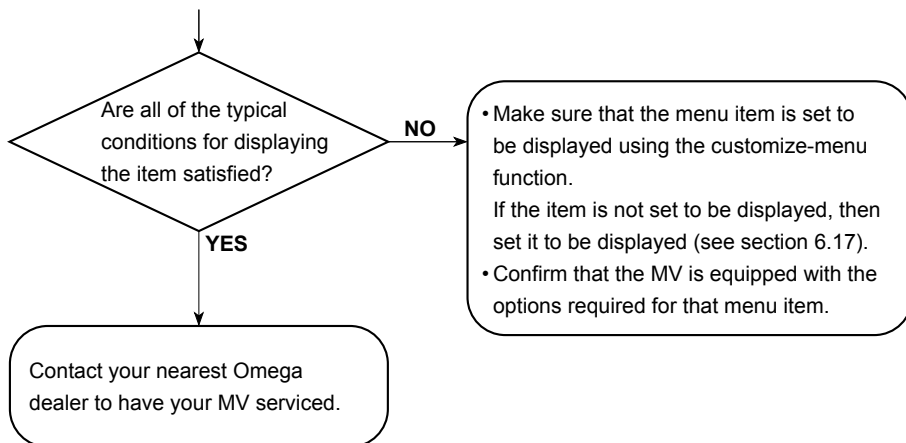 Are all of the typical
conditions for displaying
the item satisfied?
NO
YES
• Make sure that the menu item is set to
be displayed using the customize-menu
function.
If the item is not set to be displayed, then
set it to be displayed (see section 6.17).
• Confirm that the MV is equipped with the
options required for that menu item.
Contact your nearest Omega
dealer to have your MV serviced.